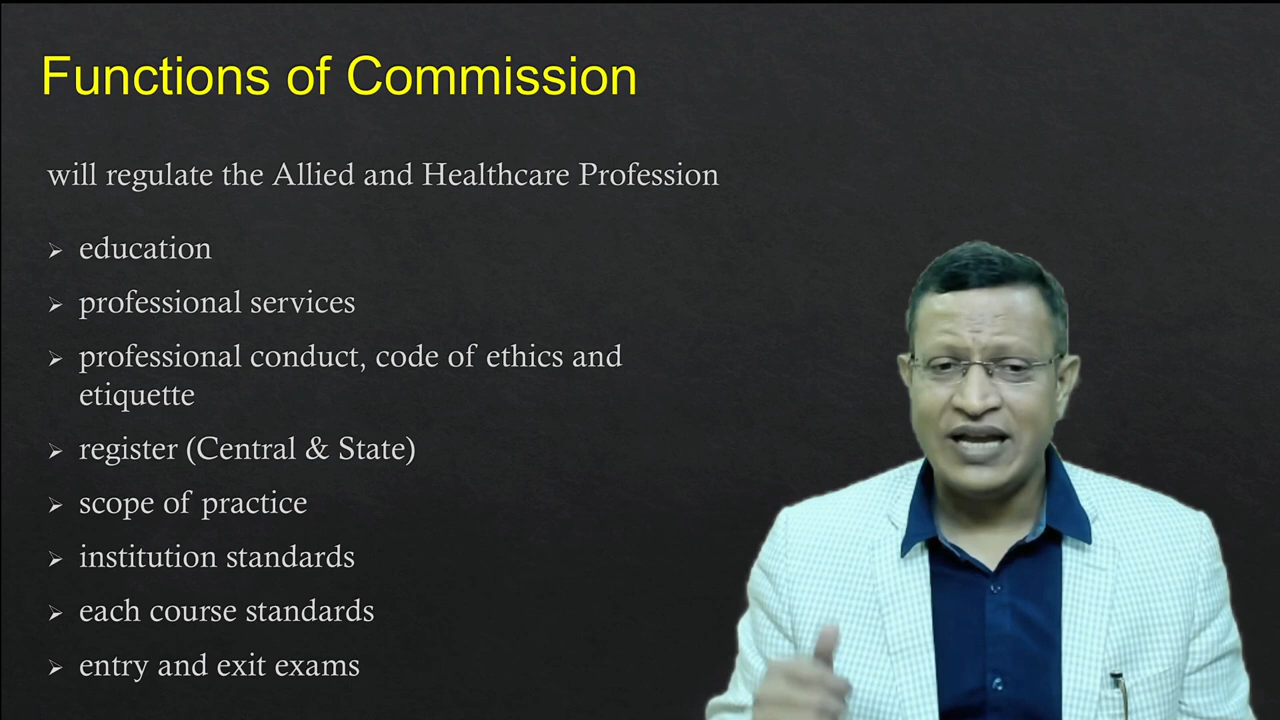 Functions of Commission
will regulate the Allied and Healthcare Profession
education
professional services
professional conduct, code of ethics and
etiquette
register (Central & State)
scope of practice
institution standards
each course standards
entry and exit exams